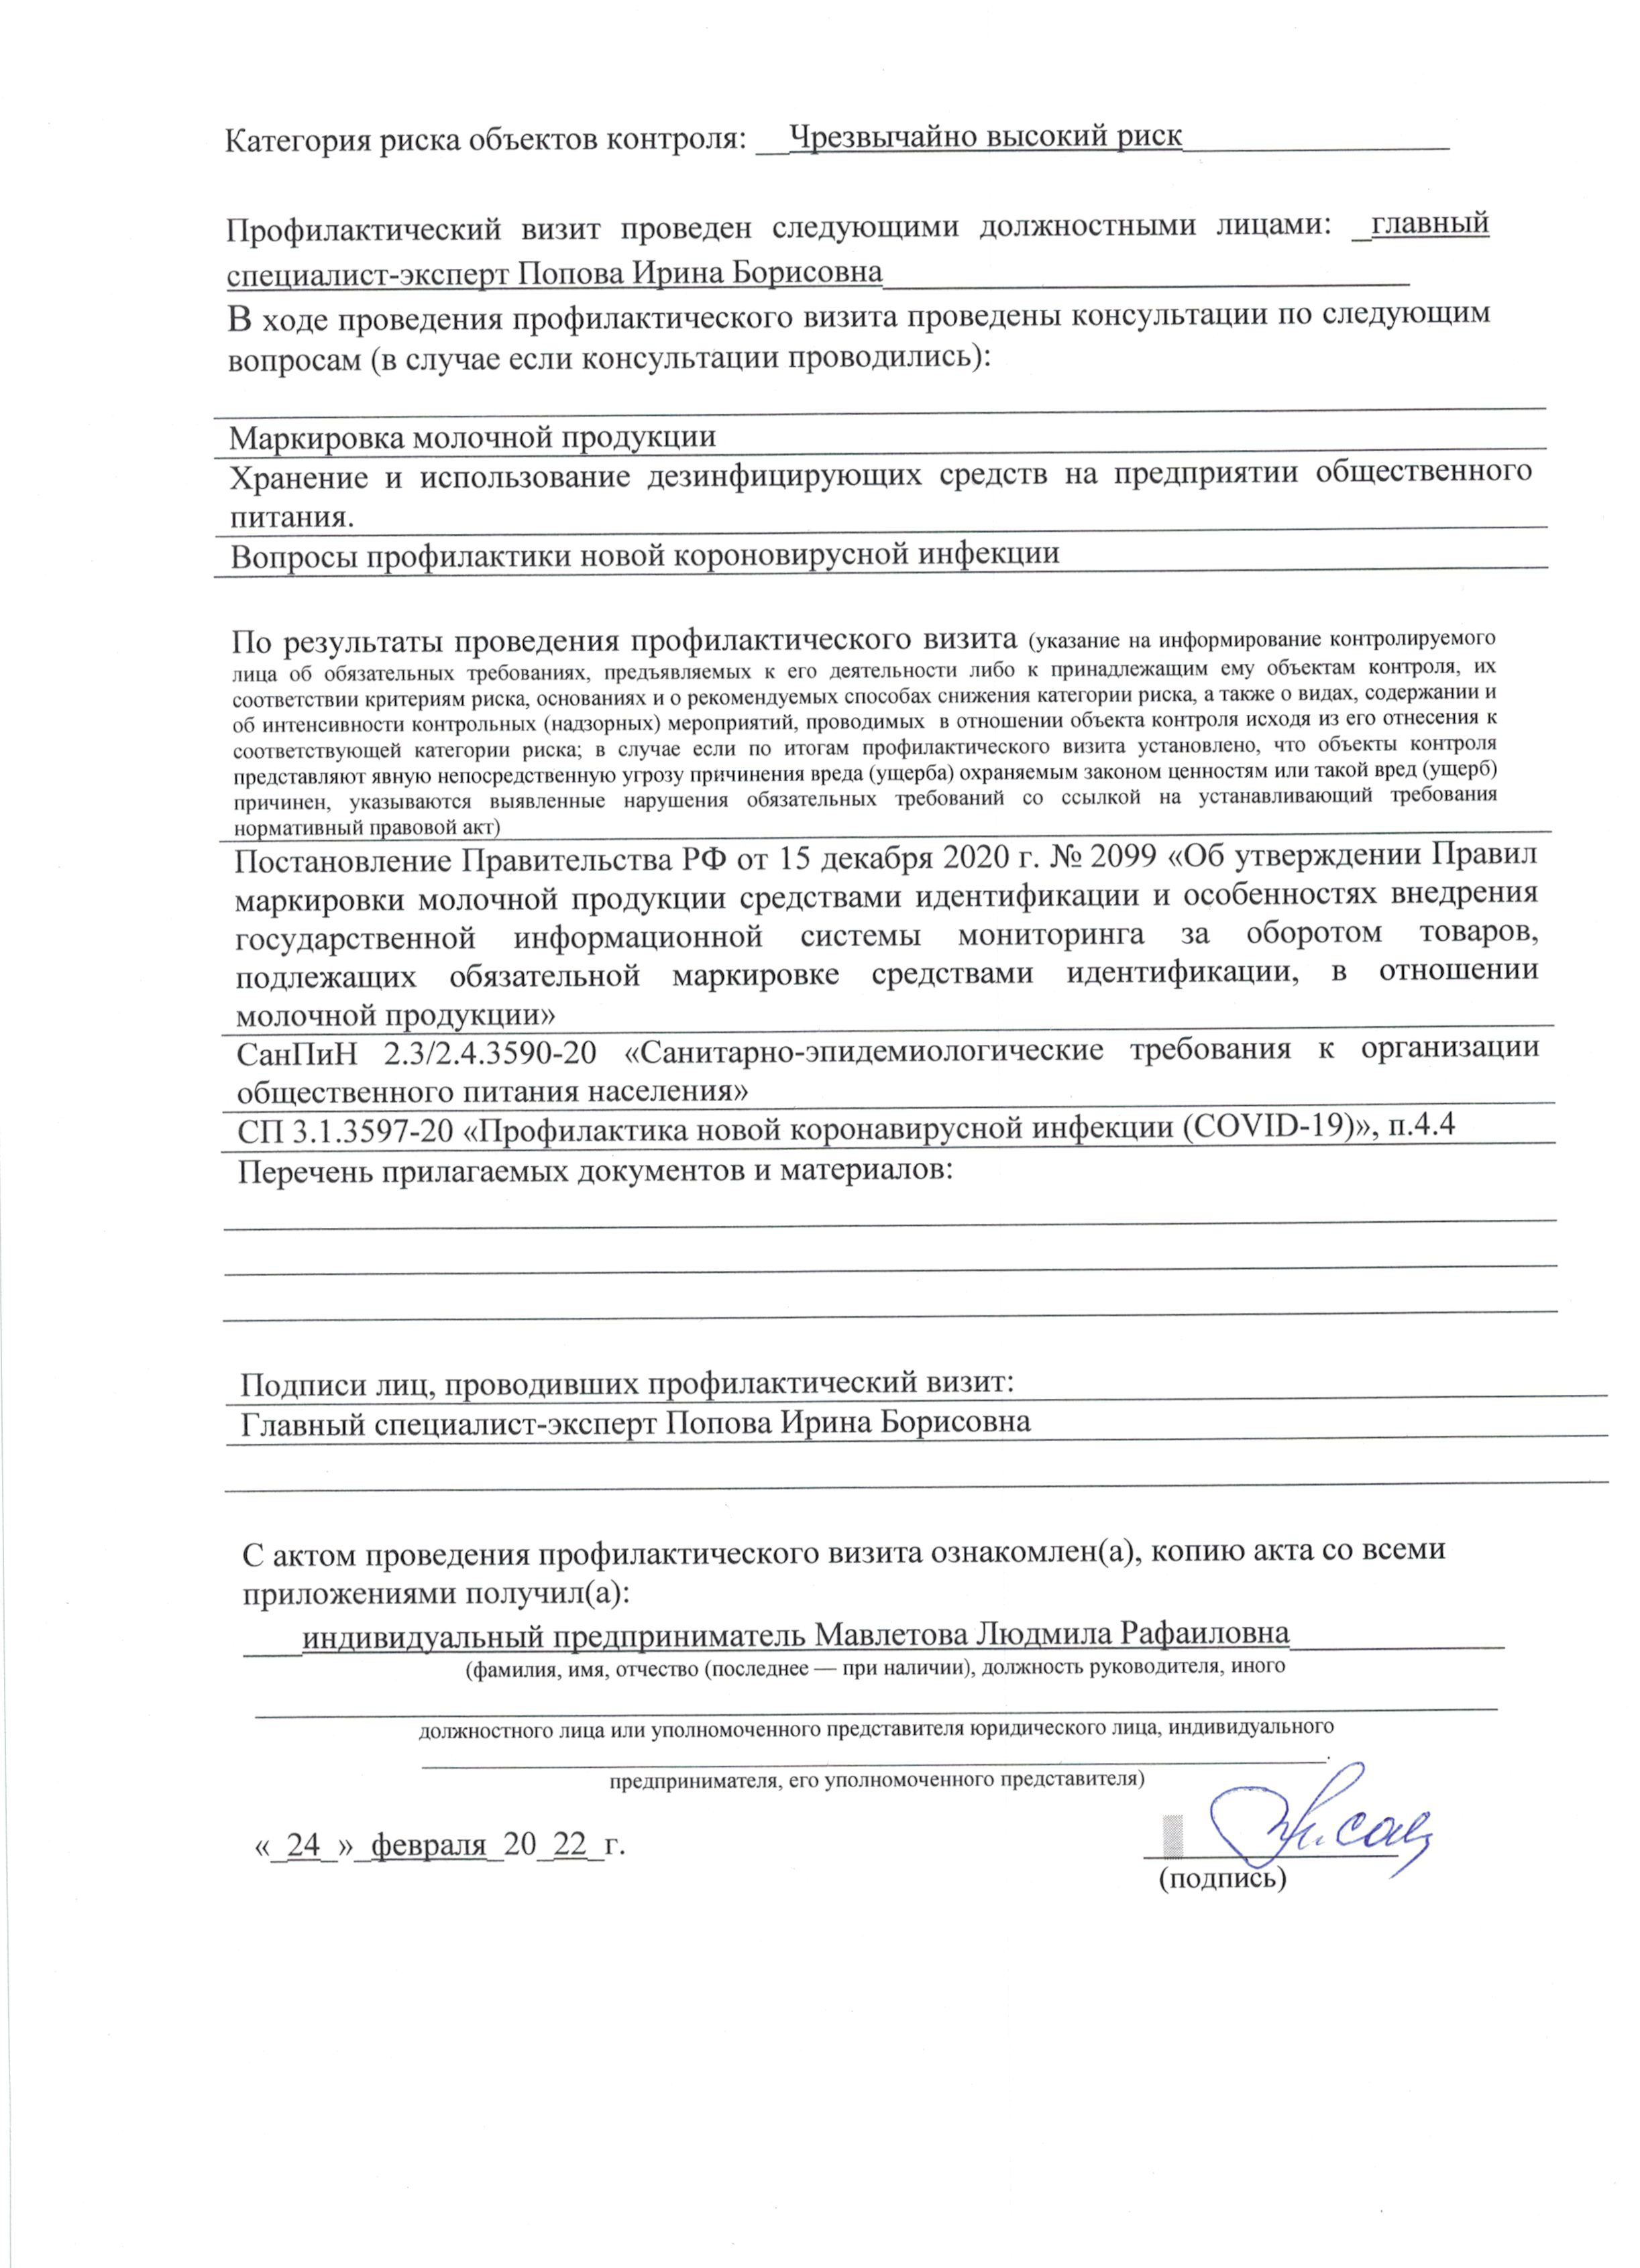 Категория риска объектов контроля: __Чрезвычайно высокий риск________________
Профилактический визит проведен следующими должностными лицами: _главный
специалист-эксперт Попова Ирина Борисовна________________________________
В ходе проведения профилактического визита проведены консультации по следующим
вопросам (в случае если консультации проводились):
Маркировка молочной продукции
Хранение и использование дезинфицирующих средств на предприятии общественного
питания.
Вопросы профилактики новой короновирусной инфекции
По результаты проведения профилактического визита (указание на информирование контролируемого
лица об обязательных требованиях, предъявляемых к его деятельности либо к принадлежащим ему объектам контроля, их
соответствии критериям риска, основаниях и о рекомендуемых способах снижения категории риска, а также о видах, содержании и
об интенсивности контрольных (надзорных) мероприятий, проводимых в отношении объекта контроля исходя из его отнесения к
соответствующей категории риска; в случае если по итогам профилактического визита установлено, что объекты контроля
представляют явную непосредственную угрозу причинения вреда (ущерба) охраняемым законом ценностям или такой вред (ущерб)
причинен, указываются выявленные нарушения обязательных требований со ссылкой на устанавливающий требования
нормативный правовой акт)
Постановление Правительства РФ от 15 декабря 2020 г. № 2099 «Об утверждении Правил
маркировки молочной продукции средствами идентификации и особенностях внедрения
государственной информационной системы мониторинга за оборотом товаров,
подлежащих обязательной маркировке средствами идентификации, в отношении
молочной продукции»
СанПиН 2.3/2.4.3590-20 «Санитарно-эпидемиологические требования к организации
общественного питания населения»
СП 3.1.3597-20 «Профилактика новой коронавирусной инфекции (COVID-19)», п.4.4
Перечень прилагаемых документов и материалов:
Подписи лиц, проводивших профилактический визит:
Главный специалист-эксперт Попова Ирина Борисовна
С актом проведения профилактического визита ознакомлен(а), копию акта со всеми
приложениями получил(а):
____индивидуальный предприниматель Мавлетова Людмила Рафаиловна______________
(фамилия, имя, отчество (последнее — при наличии), должность руководителя, иного
должностного лица или уполномоченного представителя юридического лица, индивидуального
предпринимателя, его уполномоченного представителя)
«_24_»_февраля_20_22_г.
(подпись)